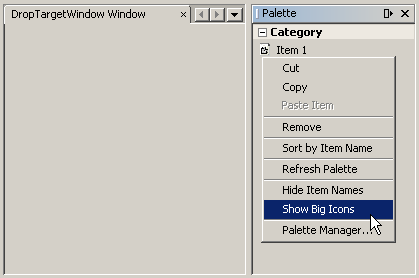 DropTargetWindow Window
Palette
Category
Item 1
Cut
Copy
Paste Item
Remove
Sort by Item Name
Refresh Palette
Hide Item Names
Show Big Icons
Palette Manager...